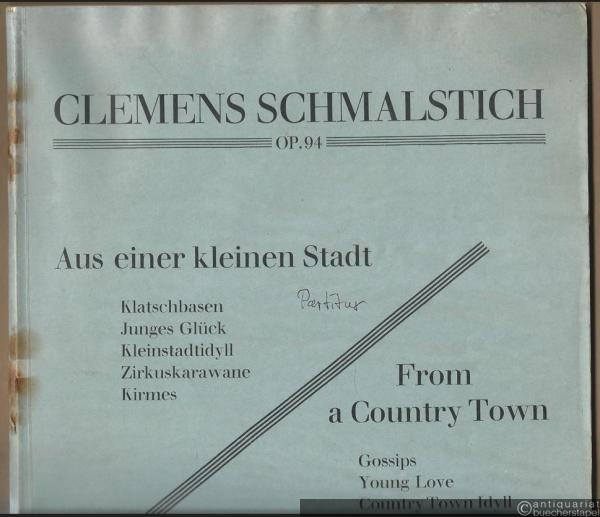 CLEMENS SCHMALSTICH
OP. 94
Aus einer kleinen Stadt
Klatschbasen
Junges Glück
Kleinstadtidyll
Zirkuskarawane
Kirmes
Partitur
From
a Country Town
Gossips
Young Love
Country Town Idyll
antiquariat
buecherstapel